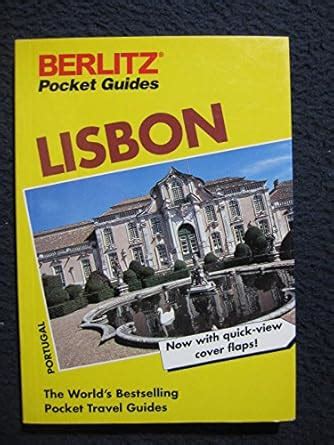 BERLITZ®
Pocket Guides
LISBON
PORTUGAL
Now with quick-view
cover flaps!
The World's Bestselling
Pocket Travel Guides